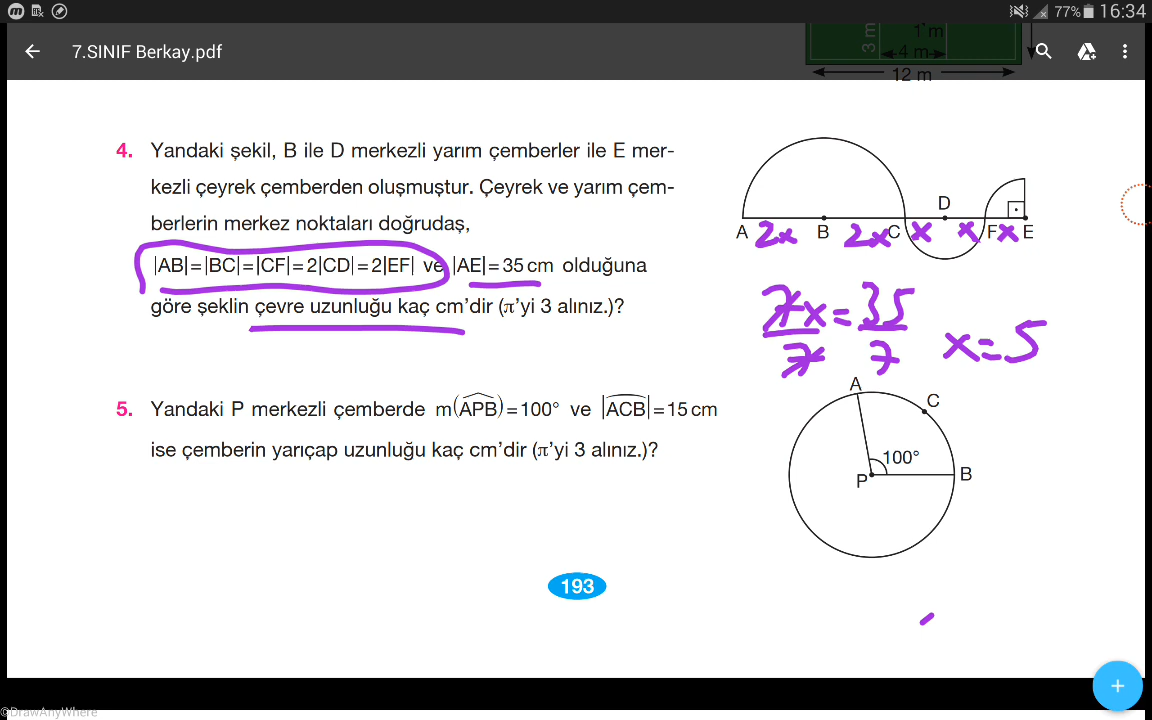 77% 16:34
7.SINIF Berkay.pdf
3 m
1 m
4 m
12 m
4. Yandaki şekil, B ile D merkezli yarım çemberler ile E mer-
kezli çeyrek çemberden oluşmuştur. Çeyrek ve yarım çem-
berlerin merkez noktaları doğrudaş,
|AB|=|BC|=|CF|=2|CD|=2|EF| ve |AE|=35 cm olduğuna
göre şeklin çevre uzunluğu kaç cm'dir (π'yi 3 alınız.)?
D
A 2x B 2x C x x F x E
7x = 35
7 7
x=5
5. Yandaki P merkezli çemberde m(APB)=100° ve |ACB|=15 cm
ise çemberin yarıçap uzunluğu kaç cm'dir (π'yi 3 alınız.)?
A
C
100°
P
B
193
+
©DrawAnyWhere